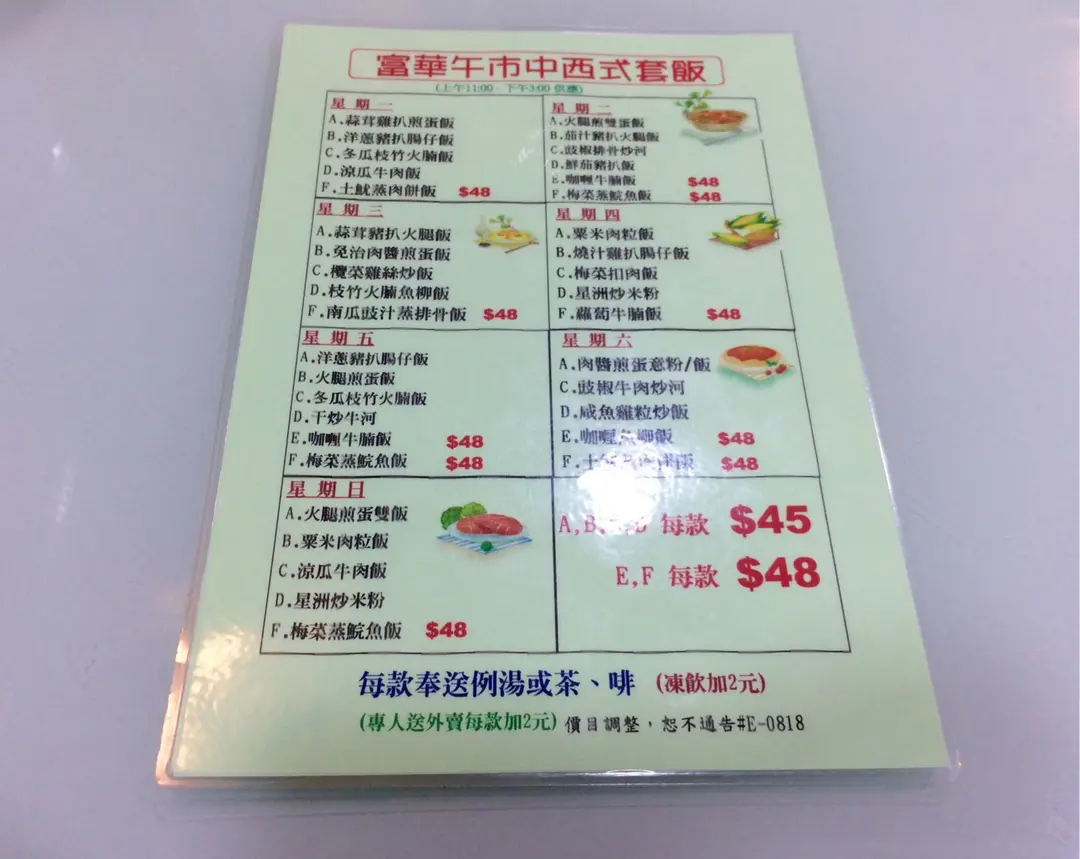 富華午市中西式套飯
(上午11:00 - 下午3:00 供應)
星期一
A.蒜茸雞扒煎蛋飯
B.洋蔥豬扒腸仔飯
C.冬瓜枝竹火腩飯
D.涼瓜牛肉飯
F.土魷蒸肉餅飯 $48
星期二
A.火腿煎雙蛋飯
B.茄汁豬扒火腿飯
C.豉椒排骨炒河
D.鮮茄豬扒飯
E.咖喱牛腩飯 $48
F.梅菜蒸鯇魚飯 $48
星期三
A.蒜茸豬扒火腿飯
B.免治肉醬煎蛋飯
C.欖菜雞絲炒飯
D.枝竹火腩魚柳飯
F.南瓜豉汁蒸排骨飯 $48
星期四
A.粟米肉粒飯
B.燒汁雞扒腸仔飯
C.梅菜扣肉飯
D.星洲炒米粉
F.蘿蔔牛腩飯 $48
星期五
A.洋蔥豬扒腸仔飯
B.火腿煎蛋飯
C.冬瓜枝竹火腩飯
D.干炒牛河
E.咖喱牛腩飯 $48
F.梅菜蒸鯇魚飯 $48
星期六
A.肉醬煎蛋意粉/飯
C.豉椒牛肉炒河
D.咸魚雞粒炒飯
E.咖喱魚柳飯 $48
F.土 飯 $48
星期日
A.火腿煎蛋雙飯
B.粟米肉粒飯
C.涼瓜牛肉飯
D.星洲炒米粉
F.梅菜蒸鯇魚飯 $48
A,B, ,D 每款 $45
E,F 每款 $48
每款奉送例湯或茶、啡 (凍飲加2元)
(專人送外賣每款加2元) 價目調整，恕不通告#E-0818